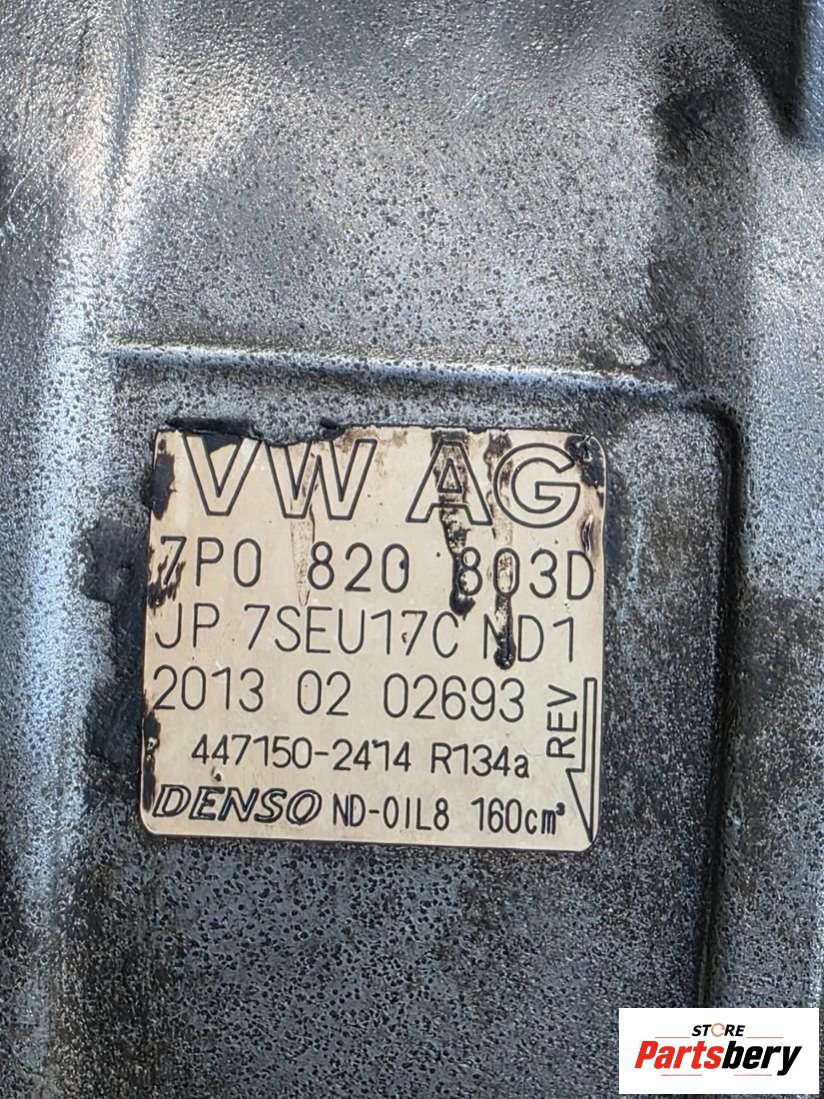 VW AG
7P0 820 803D
JP 7SEU17C ND1
2013 02 02693
REV
447150-2414 R134a
DENSO ND-OIL8 160cm³
STORE
Partsbery